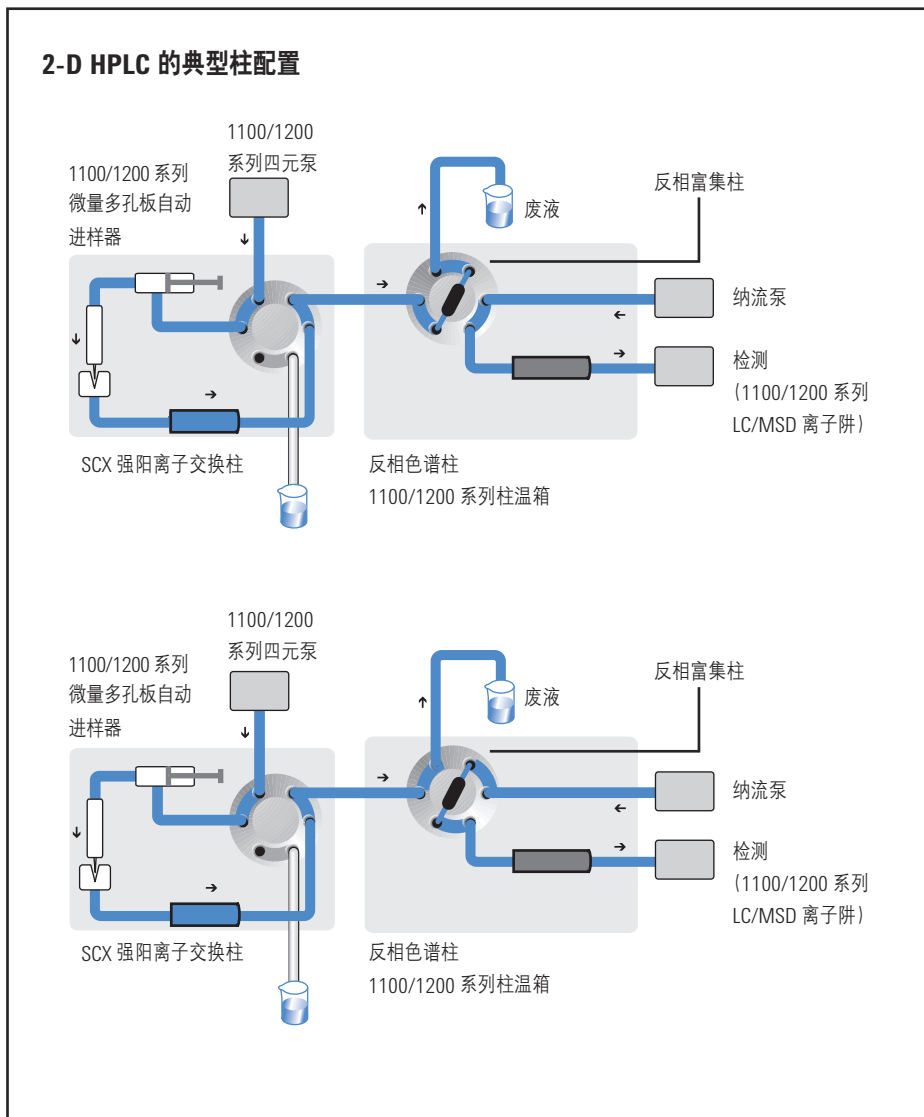 2-D HPLC 的典型柱配置
1100/1200
系列四元泵
1100/1200 系列
微量多孔板自动
进样器
废液
反相富集柱
纳流泵
检测
(1100/1200 系列
LC/MSD 离子阱)
SCX 强阳离子交换柱
反相色谱柱
1100/1200 系列柱温箱
1100/1200
系列四元泵
1100/1200 系列
微量多孔板自动
进样器
废液
反相富集柱
纳流泵
检测
(1100/1200 系列
LC/MSD 离子阱)
SCX 强阳离子交换柱
反相色谱柱
1100/1200 系列柱温箱